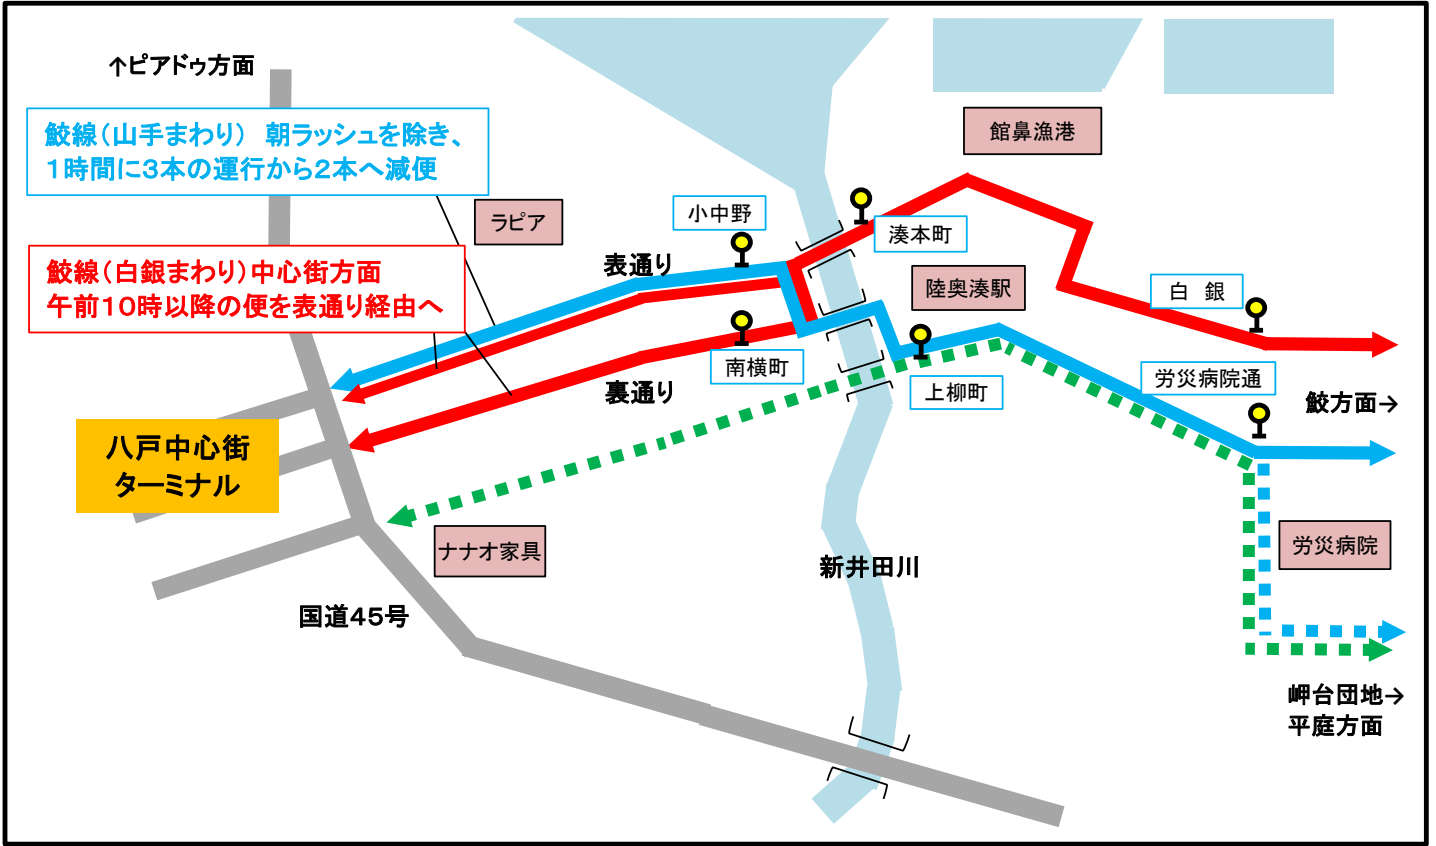 ↑ピアドゥ方面
鮫線(山手まわり) 朝ラッシュを除き、
1時間に3本の運行から2本へ減便
鮫線(白銀まわり)中心街方面
午前10時以降の便を表通り経由へ
ラピア
小中野
表通り
館鼻漁港
湊本町
陸奥湊駅
白 銀
南横町
裏通り
上柳町
労災病院通
鮫方面→
八戸中心街
ターミナル
ナナオ家具
新井田川
労災病院
国道45号
岬台団地→
平庭方面